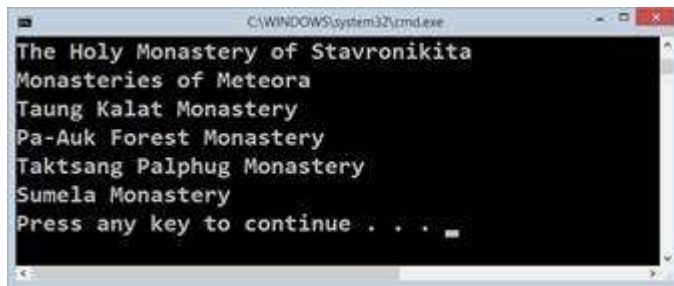 C:\WINDOWS\system32\cmd.exe
The Holy Monastery of Stavronikita
Monasteries of Meteora
Taung Kalat Monastery
Pa-Auk Forest Monastery
Taktsang Palphug Monastery
Sumela Monastery
Press any key to continue . . .